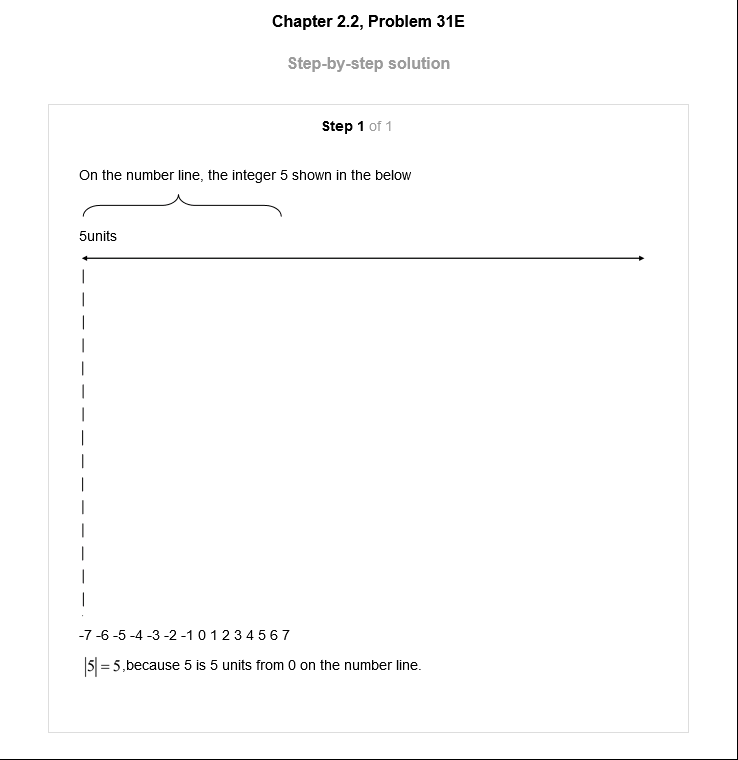 Chapter 2.2, Problem 31E
Step-by-step solution
Step 1 of 1
On the number line, the integer 5 shown in the below
5units
-7 -6 -5 -4 -3 -2 -1 0 1 2 3 4 5 6 7
|5| = 5,because 5 is 5 units from 0 on the number line.